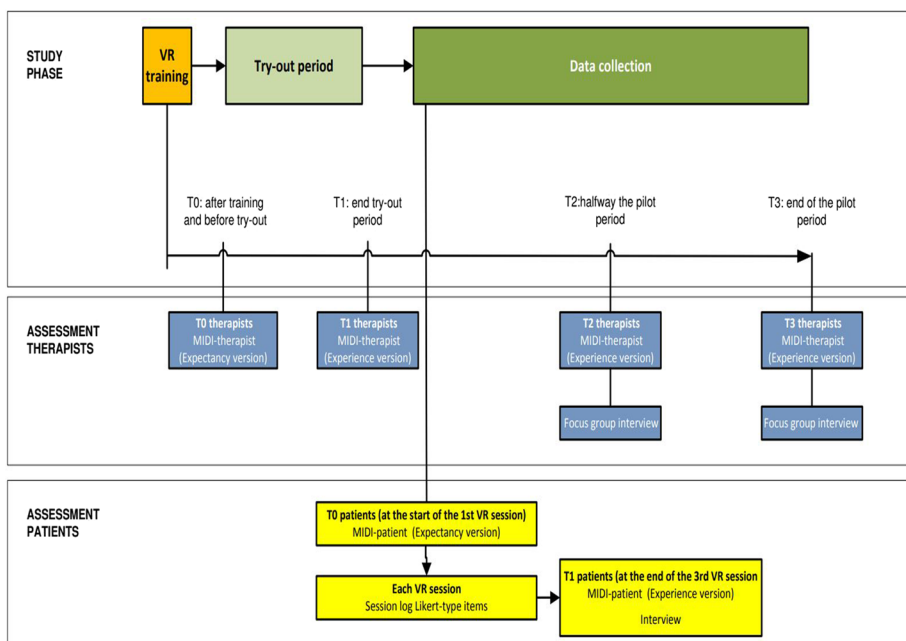 STUDY
PHASE
VR
training
Try-out period
Data collection
T0: after training
and before try-out
T1: end try-out
period
T2:halfway the pilot
period
T3: end of the pilot
period
ASSESSMENT
THERAPISTS
T0 therapists
MIDI-therapist
(Expectancy version)
T1 therapists
MIDI-therapist
(Experience version)
T2 therapists
MIDI-therapist
(Experience version)
T3 therapists
MIDI-therapist
(Experience version)
Focus group interview
Focus group interview
ASSESSMENT
PATIENTS
T0 patients (at the start of the 1st VR session)
MIDI-patient (Expectancy version)
Each VR session
Session log Likert-type items
T1 patients (at the end of the 3rd VR session
MIDI-patient (Experience version)
Interview